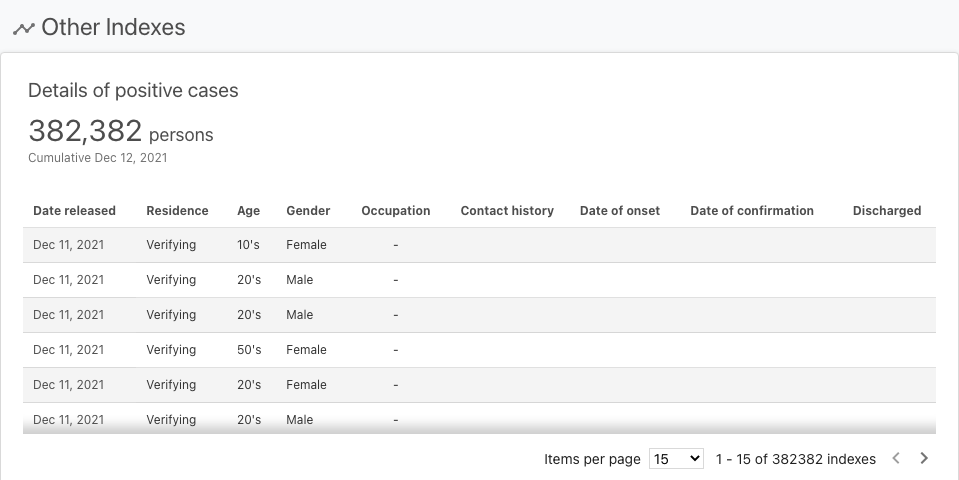 Other Indexes
Details of positive cases
382,382 persons
Cumulative Dec 12, 2021
Date released Residence Age Gender Occupation Contact history Date of onset Date of confirmation Discharged
Dec 11, 2021 Verifying 10's Female -
Dec 11, 2021 Verifying 20's Male -
Dec 11, 2021 Verifying 20's Male -
Dec 11, 2021 Verifying 50's Female -
Dec 11, 2021 Verifying 20's Female -
Dec 11, 2021 Verifying 20's Male -
Items per page 15 1 - 15 of 382382 indexes